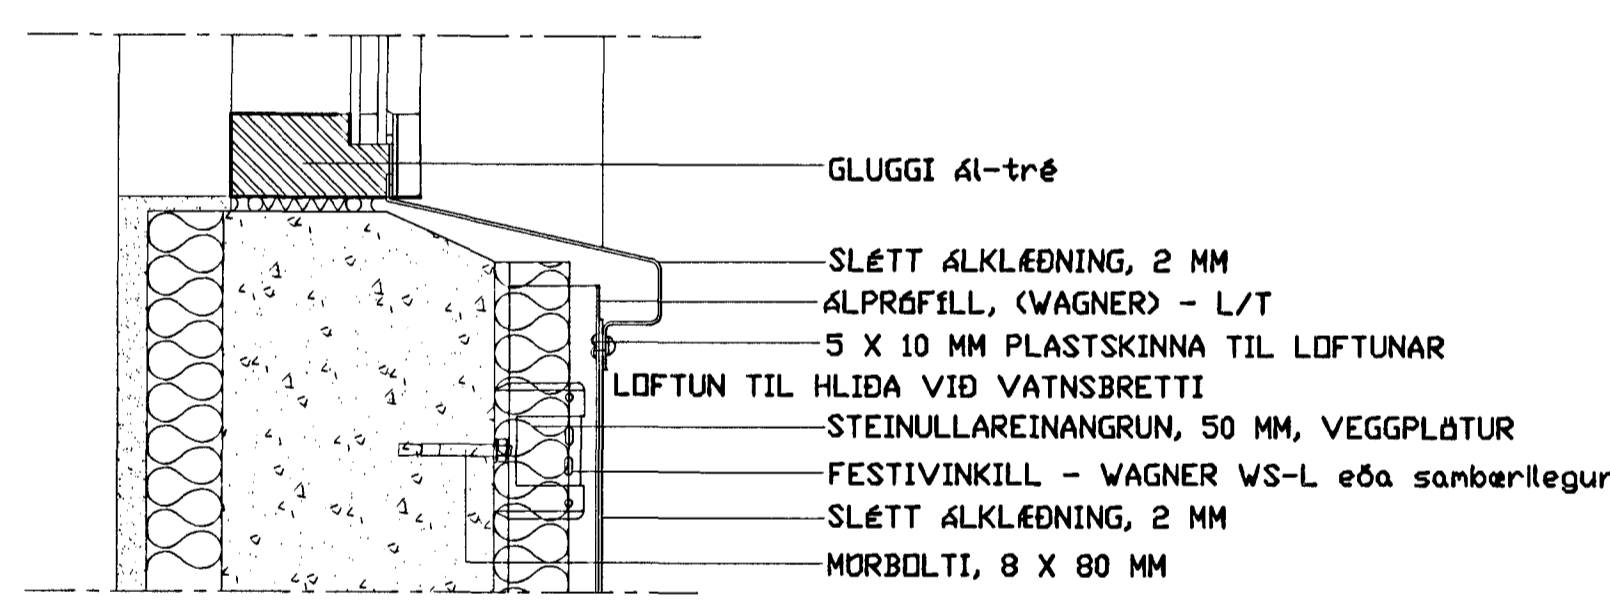 GLUGGI ál-tré
SLÉTT ÁLKLÆÐNING, 2 MM
ÁLPRÓFÍLL, (WAGNER) - L/T
5 X 10 MM PLASTSKINNA TIL LOFTUNAR
LOFTUN TIL HLIÐA VIÐ VATNSBRETTI
STEINULLAREINANGRUN, 50 MM, VEGGPLÖTUR
FESTIVINKILL - WAGNER WS-L eða sambærilegur
SLÉTT ÁLKLÆÐNING, 2 MM
MÚRBOLTI, 8 X 80 MM